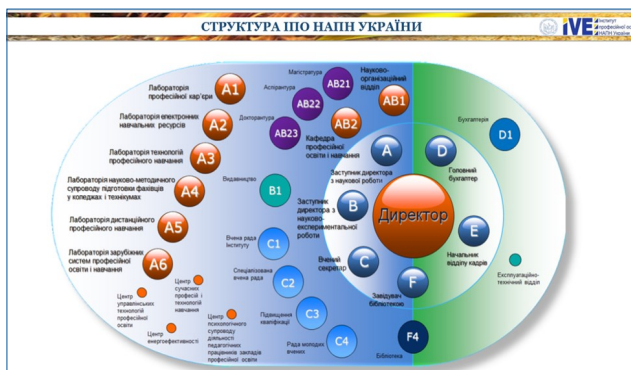 СТРУКТУРА ІПО НАПН УКРАЇНИ
IVE
Інститут
професійної ос
НАПН України
Лабораторія
професійної кар'єри
A1
Лабораторія електронних
навчальних ресурсів
A2
Лабораторія технологій
професійного навчання
A3
Лабораторія науково-методичного
супроводу підготовки фахівців
у коледжах і технікумах
A4
Лабораторія дистанційного
професійного навчання
A5
Лабораторія зарубіжних
систем професійної
освіти і навчання
A6
Центр
управлінських
технологій
професійної
освіти
Центр
сучасних
професій і
технологій
навчання
Центр
енергоефективності
Центр
психологічного
супроводу
діяльності
педагогічних
працівників закладів
професійної освіти
Магістратура
AB21
Аспірантура
AB22
Докторантура
AB23
Науково-
організаційний
відділ
AB1
AB2
Кафедра
професійної
освіти і навчання
Видавництво
B1
Вчена рада
Інституту
C1
Спеціалізована
вчена рада
C2
Підвищення
кваліфікації
C3
Рада молодих
вчених
C4
A
Заступник директора
з наукової роботи
B
Заступник
директора з
науково-
експериментальної
роботи
C
Вчений
секретар
D
Головний
бухгалтер
Директор
E
Начальник
відділу кадрів
F
Завідувач
бібліотекою
F4
Бібліотека
Бухгалтерія
D1
Експлуатаційно-
технічний відділ